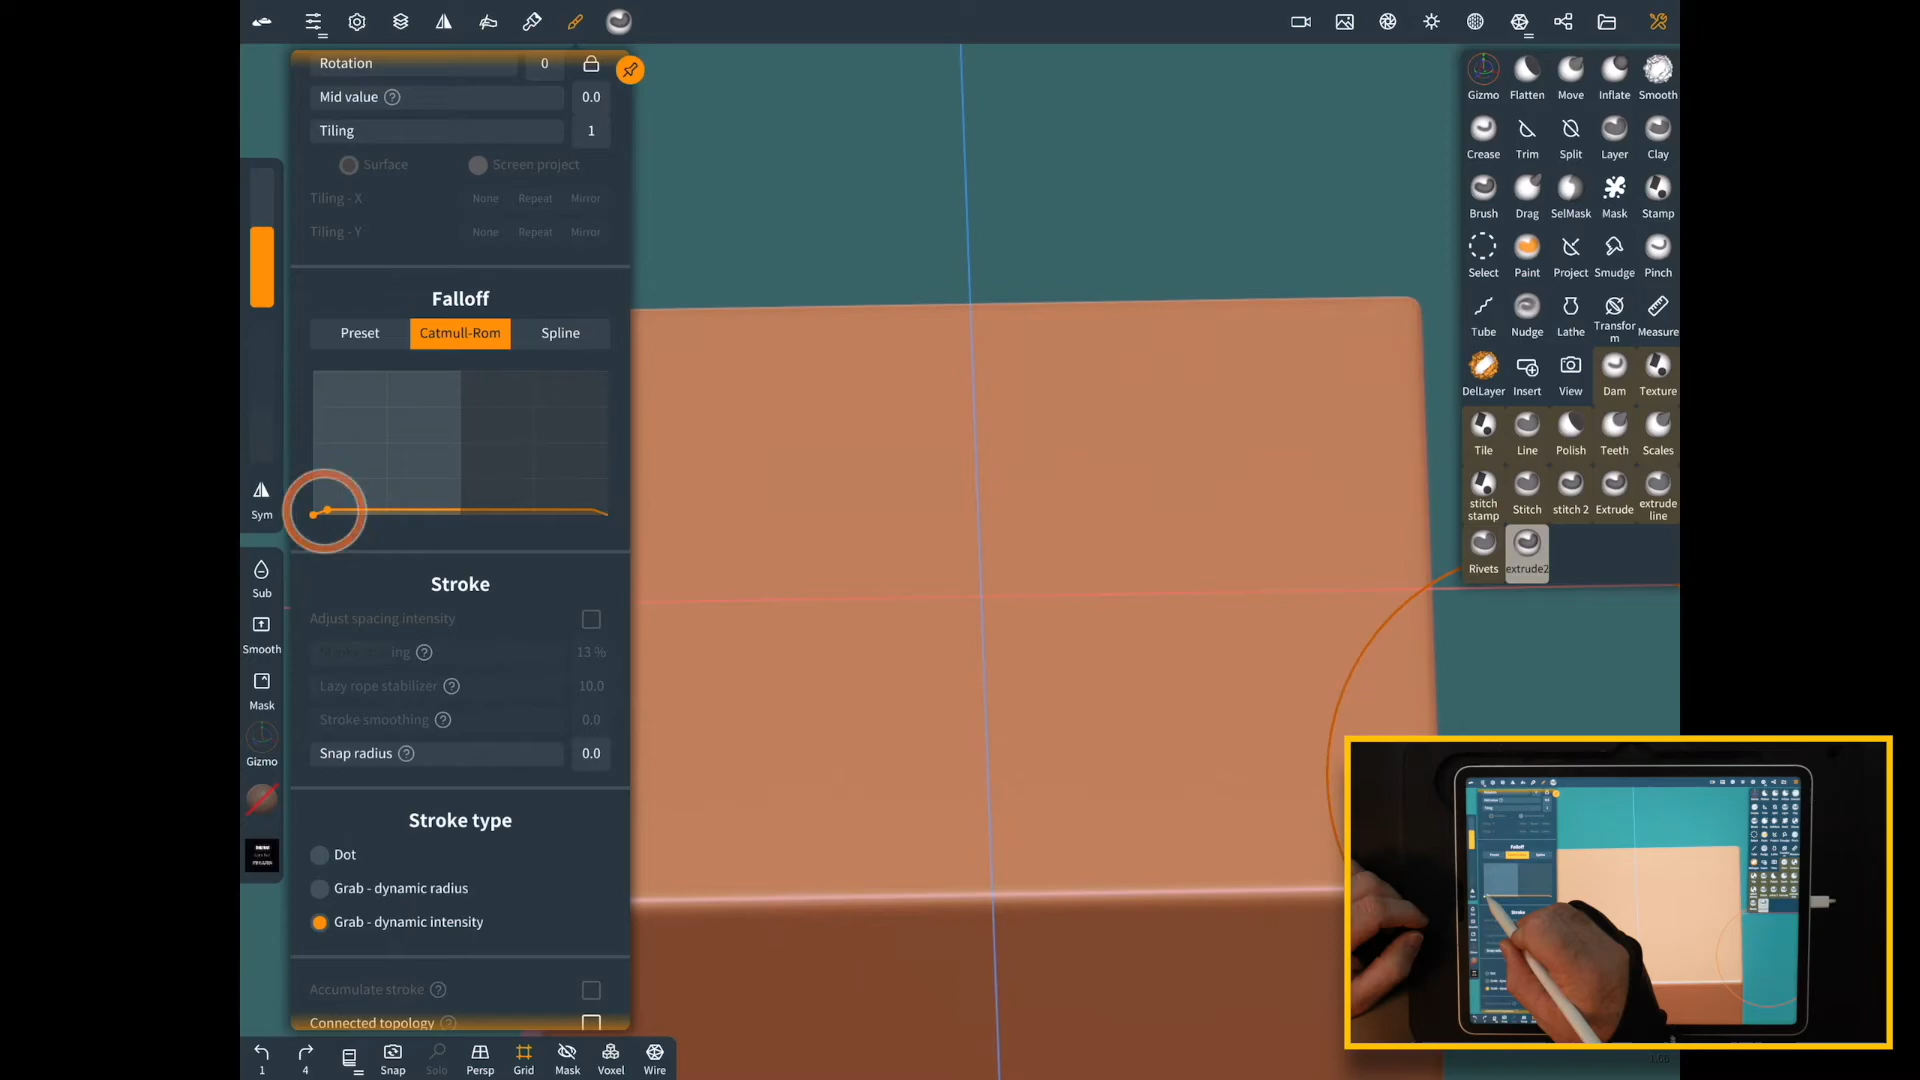 Rotation 0
Mid value ? 0.0
Tiling 1
Surface Screen project
Tiling - X None Repeat Mirror
Tiling - Y None Repeat Mirror
Falloff
Preset Catmull-Rom Spline
Stroke
Adjust spacing intensity
ing ? 13 %
Lazy rope stabilizer ? 10.0
Stroke smoothing ? 0.0
Snap radius ? 0.0
Stroke type
Dot
Grab - dynamic radius
Grab - dynamic intensity
Accumulate stroke ?
Connected topology ?
Sym
Sub
Smooth
Mask
Gizmo
Gizmo Flatten Move Inflate Smooth
Crease Trim Split Layer Clay
Brush Drag SelMask Mask Stamp
Select Paint Project Smudge Pinch
Tube Nudge Lathe Transfor
m Measure
DelLayer Insert View Dam Texture
Tile Line Polish Teeth Scales
stitch
stamp Stitch stitch 2 Extrude extrude
line
Rivets extrude2
1 4 Snap Solo Persp Grid Mask Voxel Wire